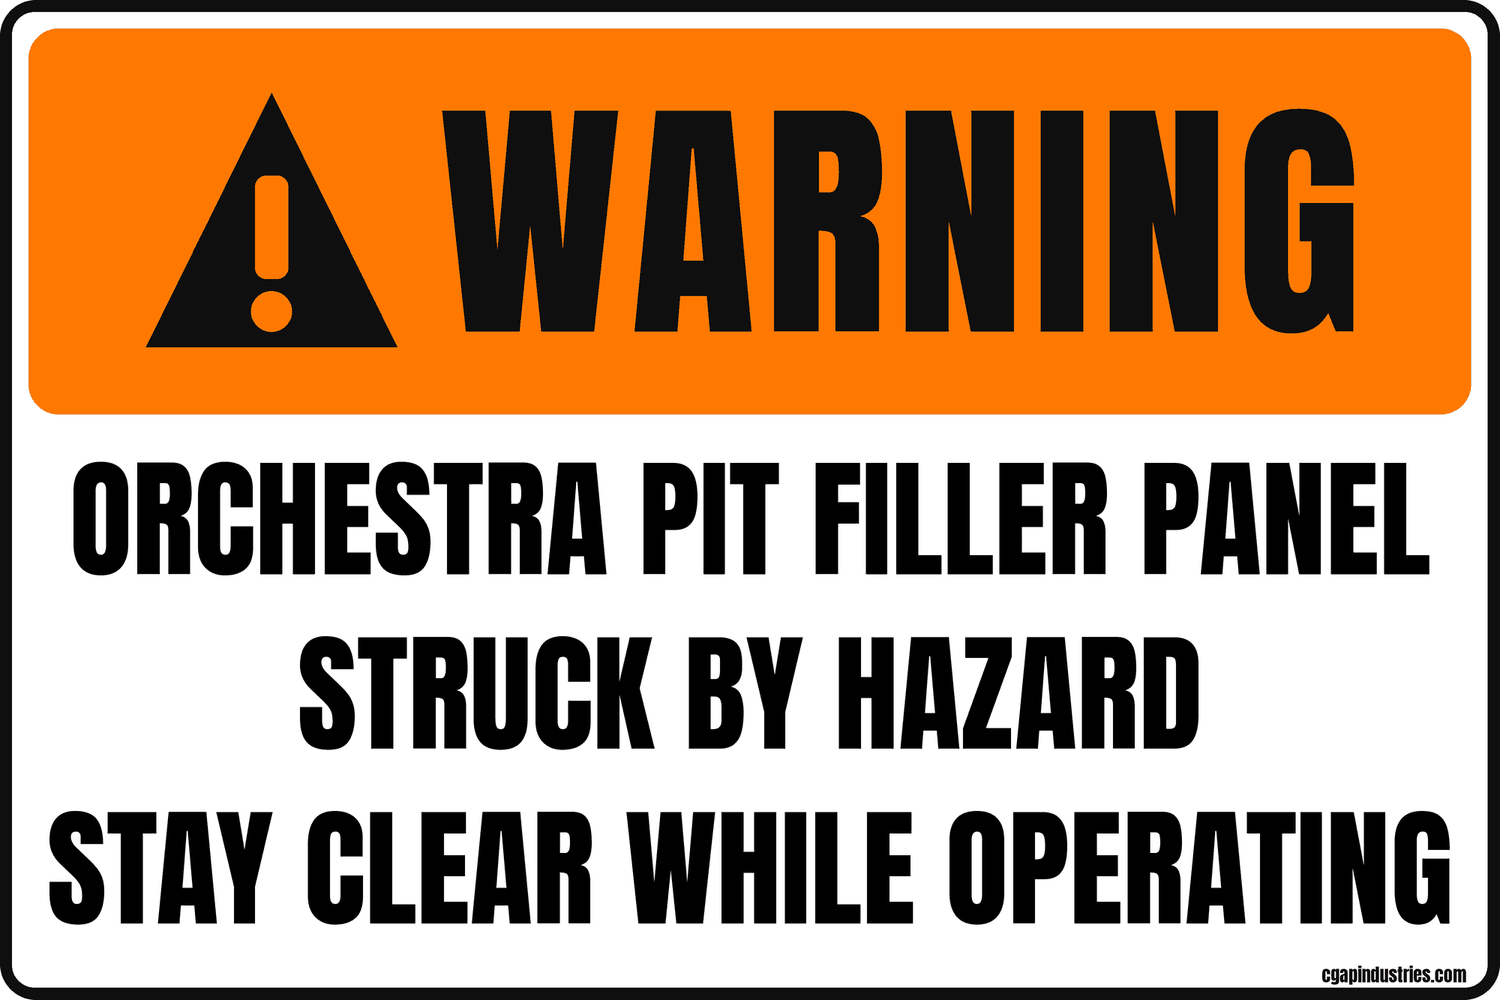 WARNING
ORCHESTRA PIT FILLER PANEL
STRUCK BY HAZARD
STAY CLEAR WHILE OPERATING
cgapindustries.com